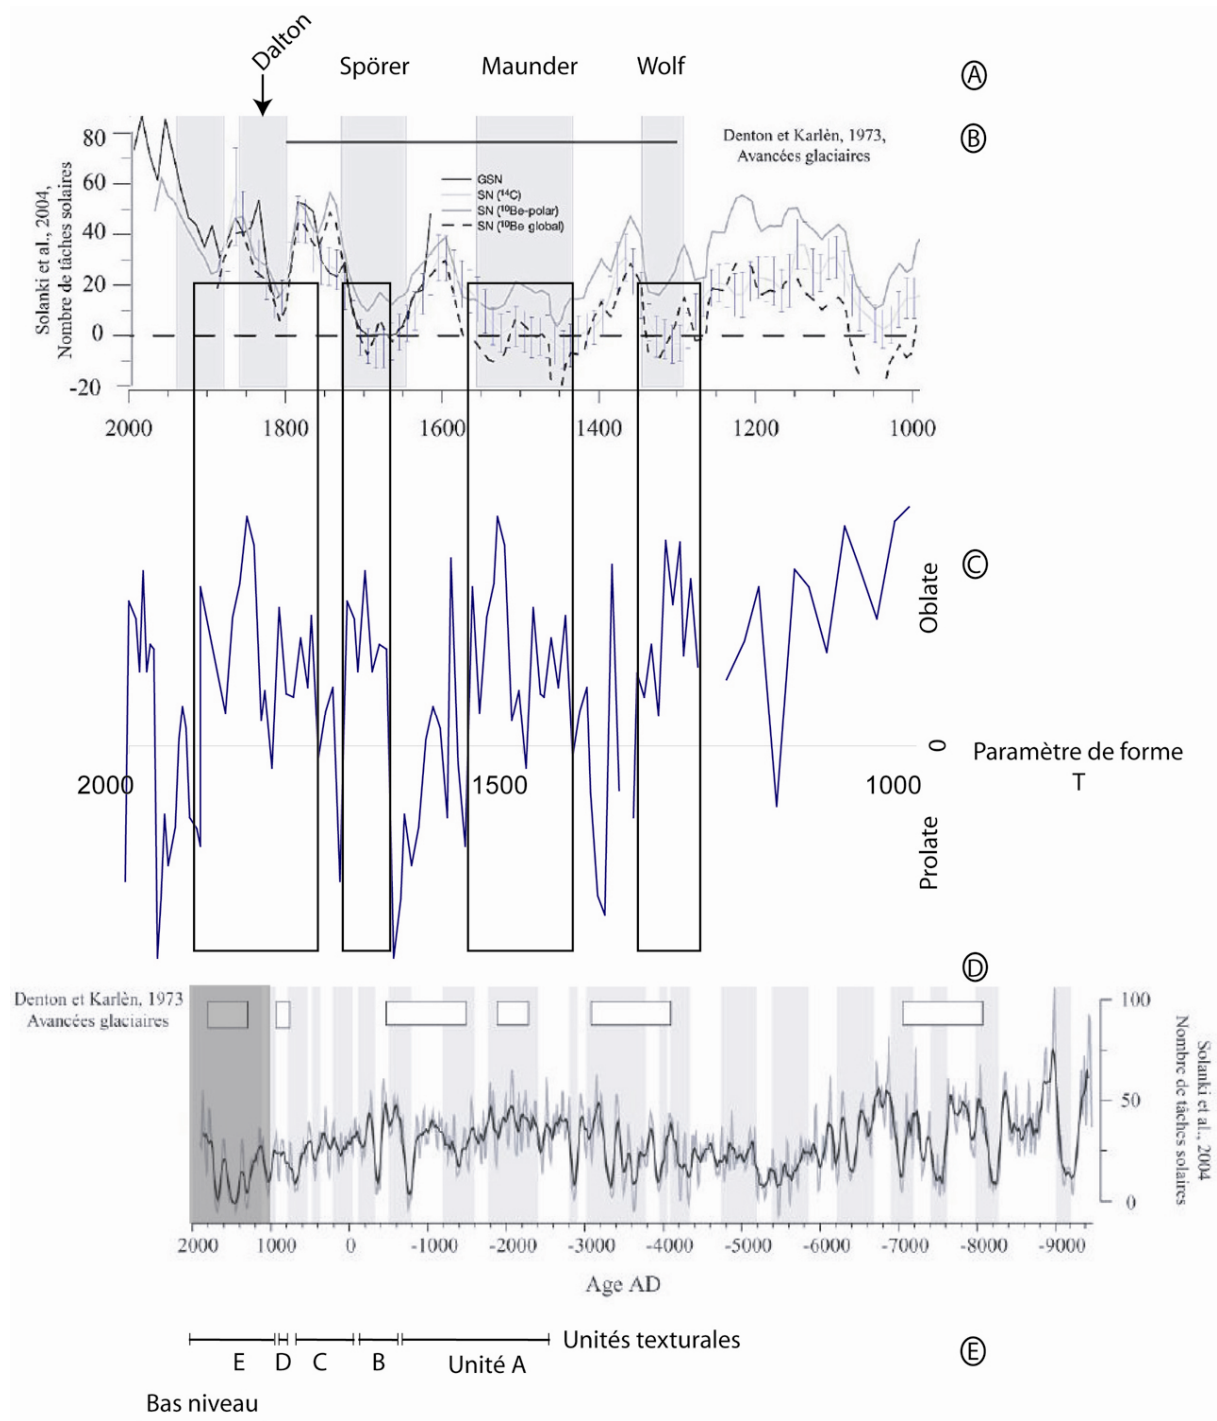 Dalton
Spörer
Maunder
Wolf
A
B
Denton et Karlèn, 1973,
Avancées glaciaires
Solanki et al., 2004,
Nombre de tâches solaires
80
60
40
20
0
-20
GSN
SN (¹⁴C)
SN (¹⁰Be-polar)
SN (¹⁰Be global)
2000 1800 1600 1400 1200 1000
C
Oblate
0
Prolate
Paramètre de forme
T
2000 1500 1000
D
Denton et Karlèn, 1973
Avancées glaciaires
100
50
0
Solanki et al., 2004
Nombre de tâches solaires
2000 1000 0 -1000 -2000 -3000 -4000 -5000 -6000 -7000 -8000 -9000
Age AD
Unités texturales
E D C B Unité A
E
Bas niveau